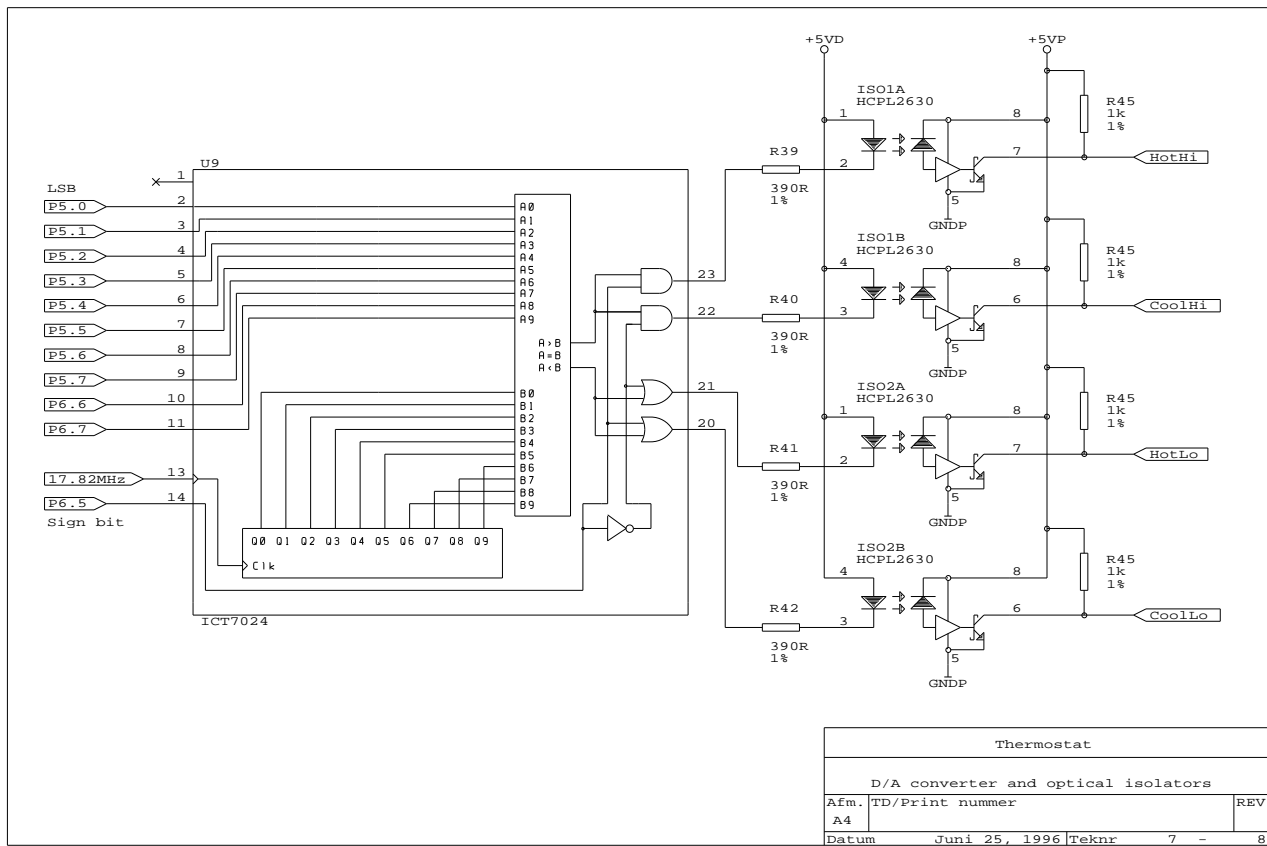 +5VD
+5VP
ISO1A
HCPL2630
1
8
R45
1k
1%
R39
2
7
HotHi
390R
1%
5
GNDP
U9
1
LSB
P5.0
2
A0
P5.1
3
A1
P5.2
4
A2
P5.3
5
A3
P5.4
6
A4
P5.5
7
A5
P5.6
8
A6
P5.7
9
A7
P6.6
10
A8
P6.7
11
A9
A>B
A=B
A<B
23
22
21
20
B0
B1
B2
B3
B4
B5
B6
B7
B8
B9
17.82MHz
13
P6.5
14
Sign bit
Q0 Q1 Q2 Q3 Q4 Q5 Q6 Q7 Q8 Q9
Clk
ICT7024
ISO1B
HCPL2630
4
8
R45
1k
1%
R40
3
6
CoolHi
390R
1%
5
GNDP
ISO2A
HCPL2630
1
8
R45
1k
1%
R41
2
7
HotLo
390R
1%
5
GNDP
ISO2B
HCPL2630
4
8
R45
1k
1%
R42
3
6
CoolLo
390R
1%
5
GNDP
Thermostat
D/A converter and optical isolators
Afm. TD/Print nummer REV
A4
Datum Juni 25, 1996 Teknr 7 - 8